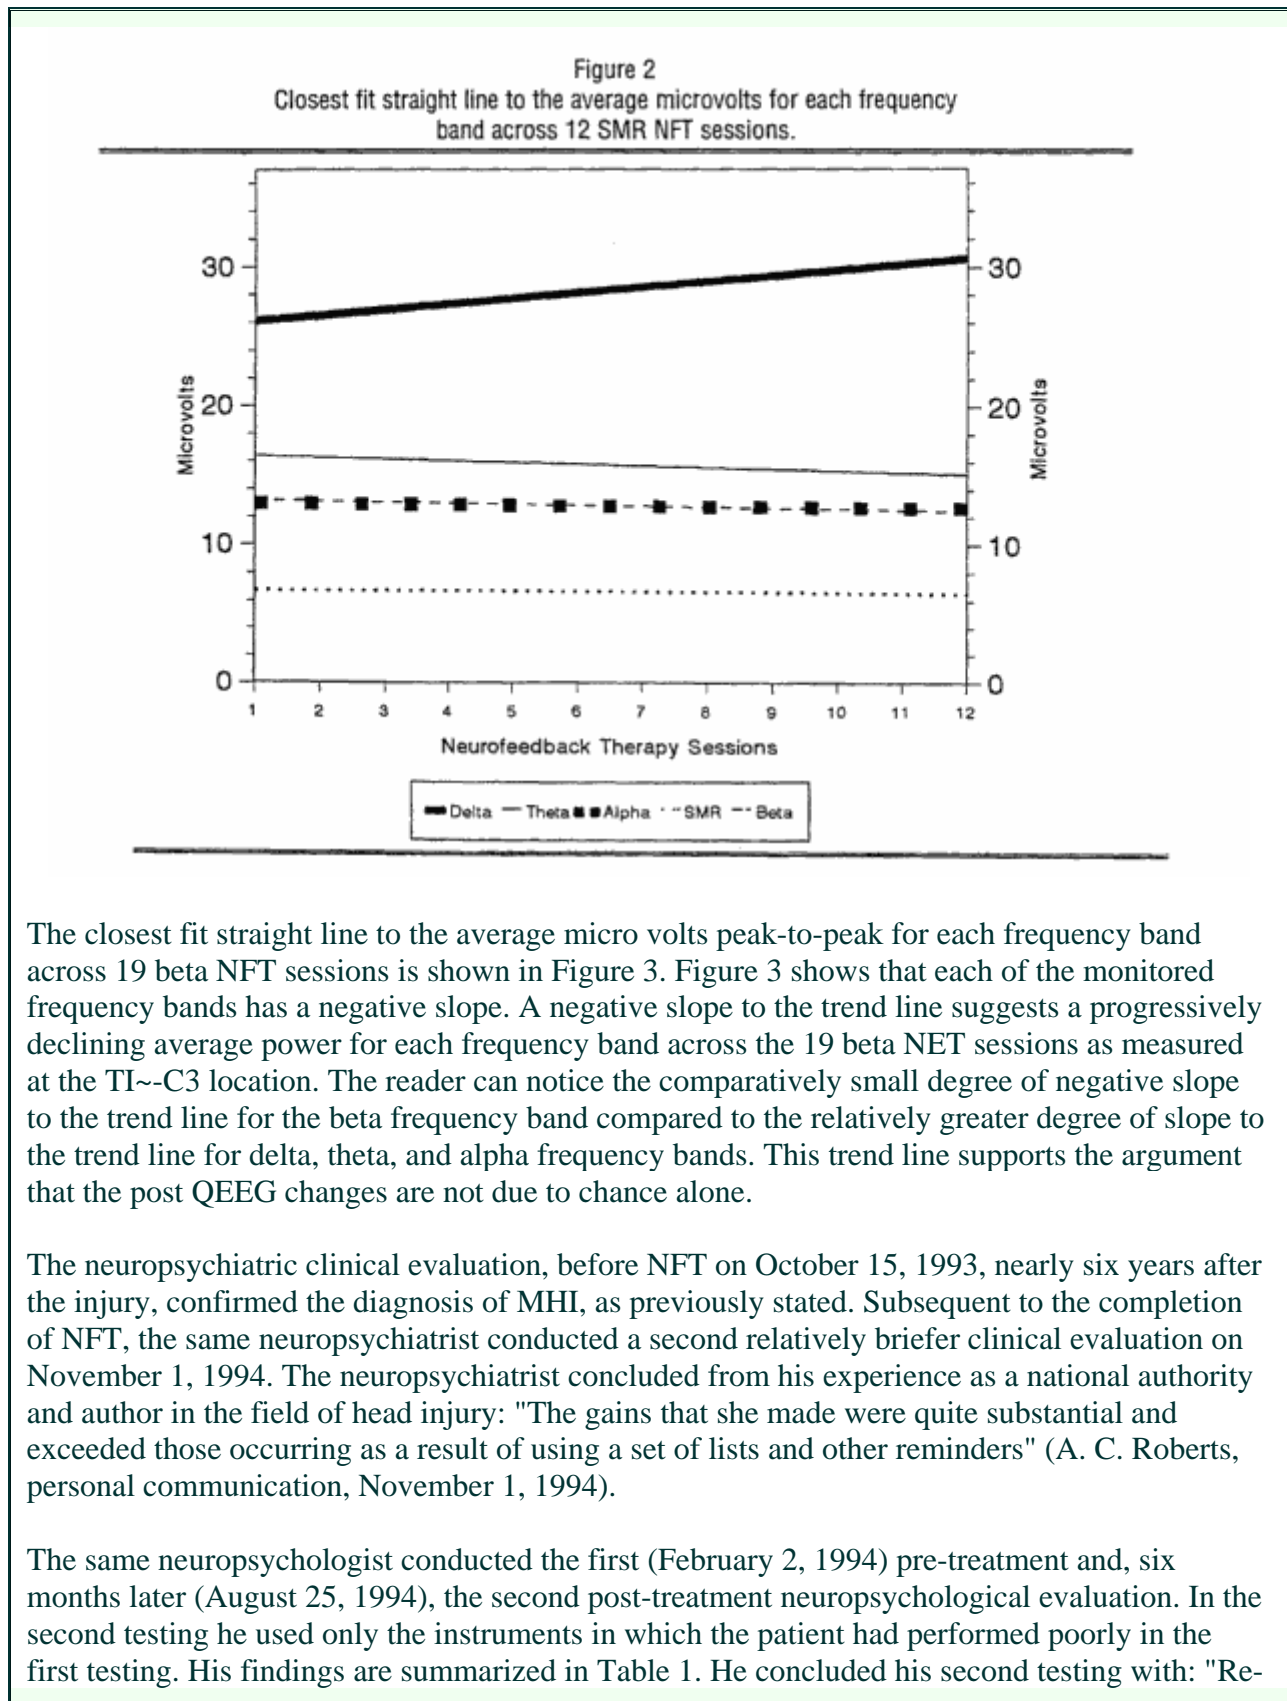 Figure 2
Closest fit straight line to the average microvolts for each frequency
band across 12 SMR NFT sessions.
30
30
Microvolts
20
20
Microvolts
10
10
0
0
1 2 3 4 5 6 7 8 9 10 11 12
Neurofeedback Therapy Sessions
Delta Theta Alpha SMR Beta
The closest fit straight line to the average micro volts peak-to-peak for each frequency band
across 19 beta NFT sessions is shown in Figure 3. Figure 3 shows that each of the monitored
frequency bands has a negative slope. A negative slope to the trend line suggests a progressively
declining average power for each frequency band across the 19 beta NET sessions as measured
at the TI~-C3 location. The reader can notice the comparatively small degree of negative slope
to the trend line for the beta frequency band compared to the relatively greater degree of slope to
the trend line for delta, theta, and alpha frequency bands. This trend line supports the argument
that the post QEEG changes are not due to chance alone.
The neuropsychiatric clinical evaluation, before NFT on October 15, 1993, nearly six years after
the injury, confirmed the diagnosis of MHI, as previously stated. Subsequent to the completion
of NFT, the same neuropsychiatrist conducted a second relatively briefer clinical evaluation on
November 1, 1994. The neuropsychiatrist concluded from his experience as a national authority
and author in the field of head injury: "The gains that she made were quite substantial and
exceeded those occurring as a result of using a set of lists and other reminders" (A. C. Roberts,
personal communication, November 1, 1994).
The same neuropsychologist conducted the first (February 2, 1994) pre-treatment and, six
months later (August 25, 1994), the second post-treatment neuropsychological evaluation. In the
second testing he used only the instruments in which the patient had performed poorly in the
first testing. His findings are summarized in Table 1. He concluded his second testing with: "Re-